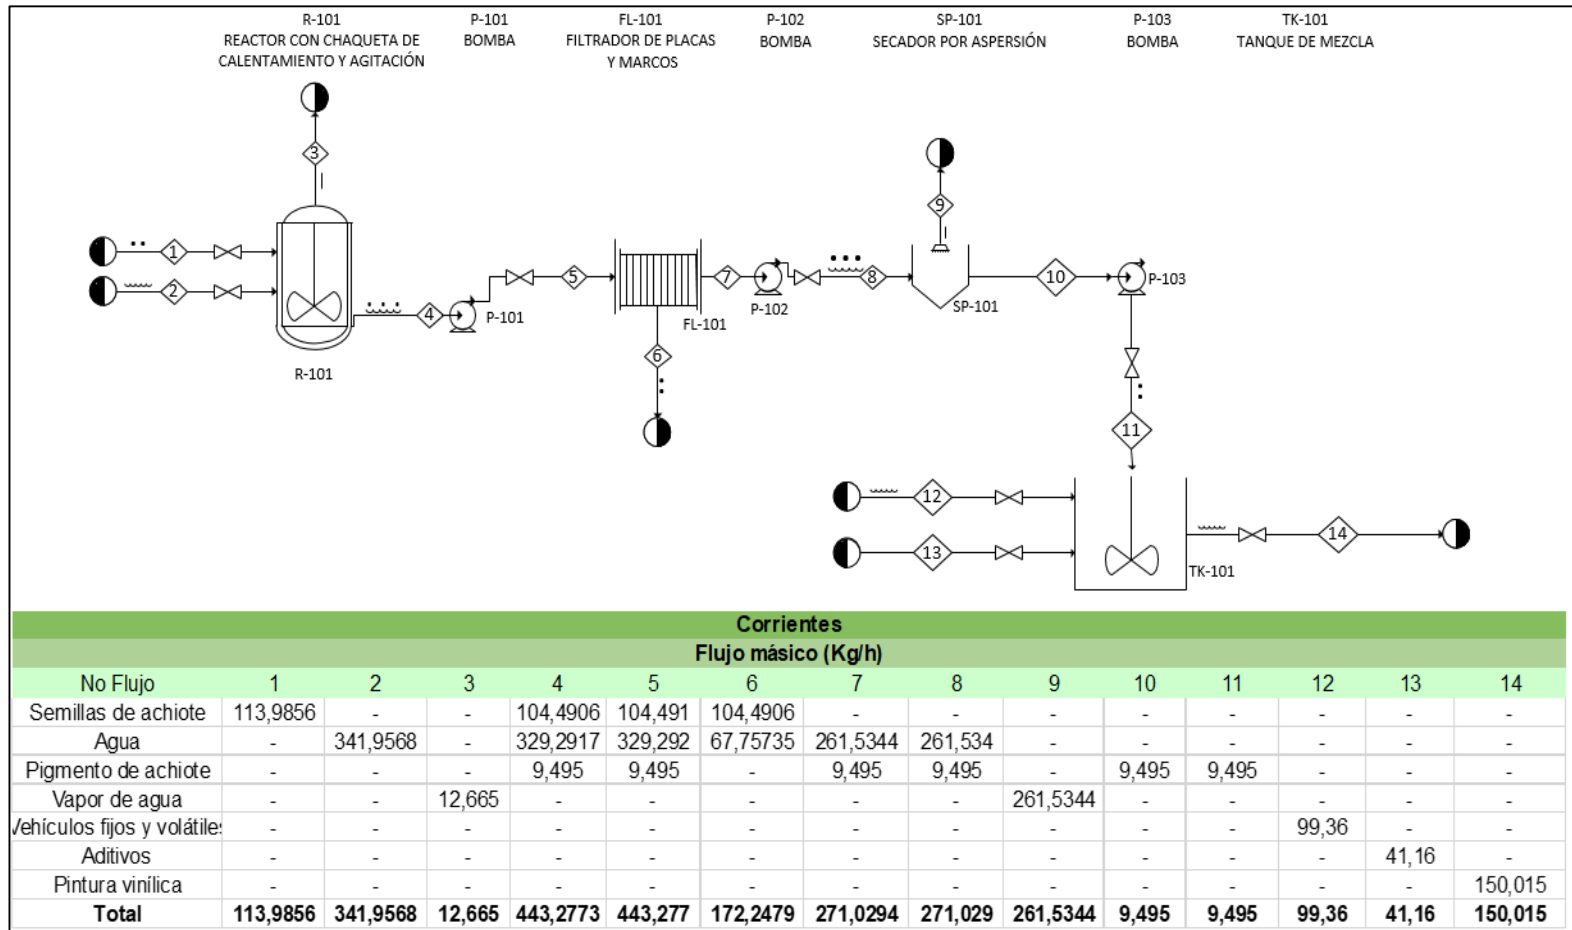 R-101
REACTOR CON CHAQUETA DE
CALENTAMIENTO Y AGITACIÓN
P-101
BOMBA
FL-101
FILTRADOR DE PLACAS
Y MARCOS
P-102
BOMBA
SP-101
SECADOR POR ASPERSIÓN
P-103
BOMBA
TK-101
TANQUE DE MEZCLA
3
9
1
2
4
5
7
8
10
P-103
P-101
FL-101
P-102
SP-101
6
R-101
11
12
13
14
TK-101
Corrientes
Flujo másico (Kg/h)
No Flujo 1 2 3 4 5 6 7 8 9 10 11 12 13 14
Semillas de achiote 113,9856 - - 104,4906 104,491 104,4906 - - - - - - - -
Agua - 341,9568 - 329,2917 329,292 67,75735 261,5344 261,534 - - - - - -
Pigmento de achiote - - - 9,495 9,495 - 9,495 9,495 - 9,495 9,495 - - -
Vapor de agua - - 12,665 - - - - - 261,5344 - - - - -
Vehículos fijos y volátiles - - - - - - - - - - - 99,36 - -
Aditivos - - - - - - - - - - - - 41,16 -
Pintura vinílica - - - - - - - - - - - - - 150,015
Total 113,9856 341,9568 12,665 443,2773 443,277 172,2479 271,0294 271,029 261,5344 9,495 9,495 99,36 41,16 150,015